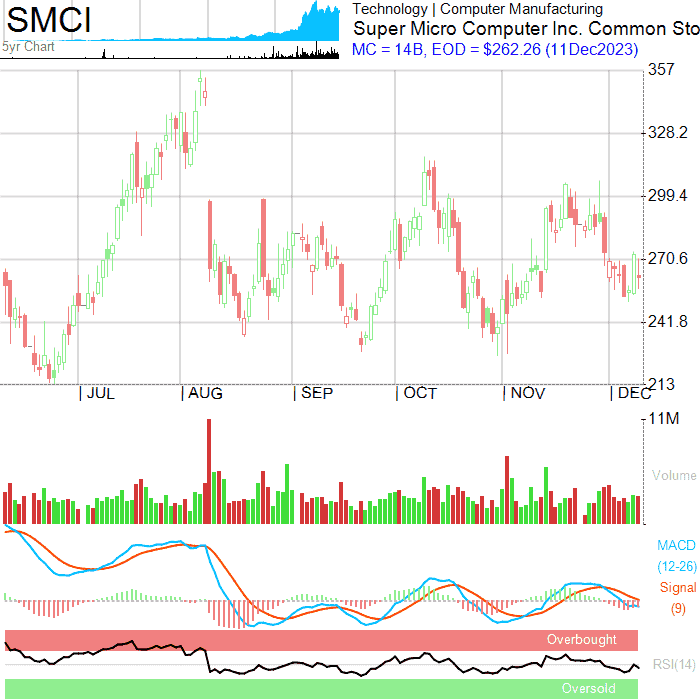 SMCI
5yr Chart
Technology | Computer Manufacturing
Super Micro Computer Inc. Common Sto
MC = 14B, EOD = $262.26 (11Dec2023)
357
328.2
299.4
270.6
241.8
213
| JUL | AUG | SEP | OCT | NOV | DEC
11M
Volume
MACD
(12-26)
Signal
(9)
Overbought
RSI(14)
Oversold